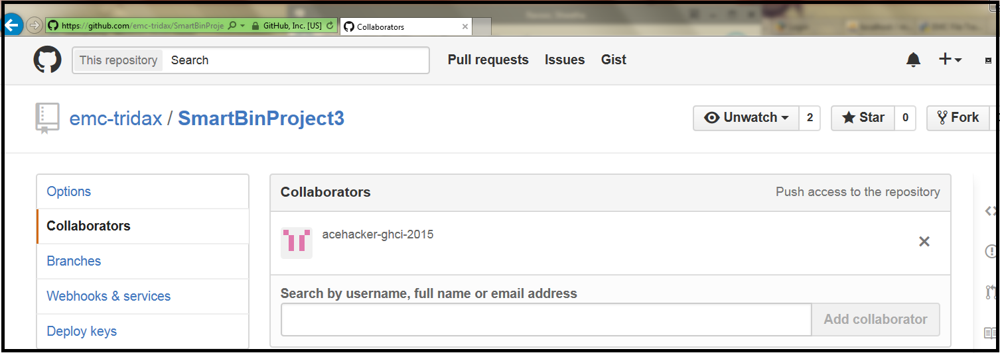 https://github.com/emc-tridax/SmartBinProje GitHub, Inc. [US] Collaborators
This repository Search Pull requests Issues Gist
emc-tridax / SmartBinProject3 Unwatch 2 Star 0 Fork
Options
Collaborators
Branches
Webhooks & services
Deploy keys
Collaborators Push access to the repository
acehacker-ghci-2015
Search by username, full name or email address
Add collaborator